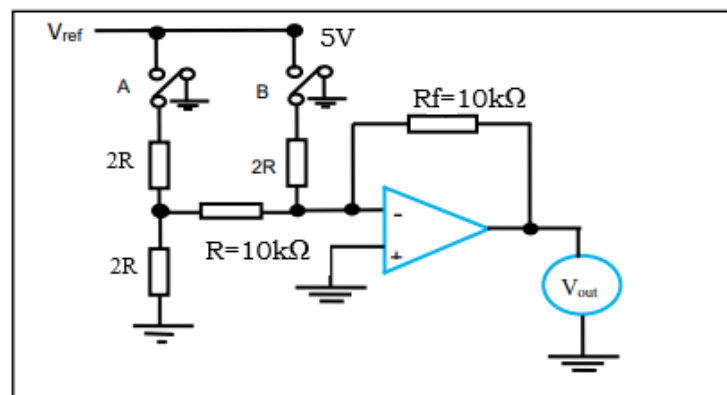 Vref
5V
A
B
Rf=10kΩ
2R
2R
R=10kΩ
-
+
2R
Vout